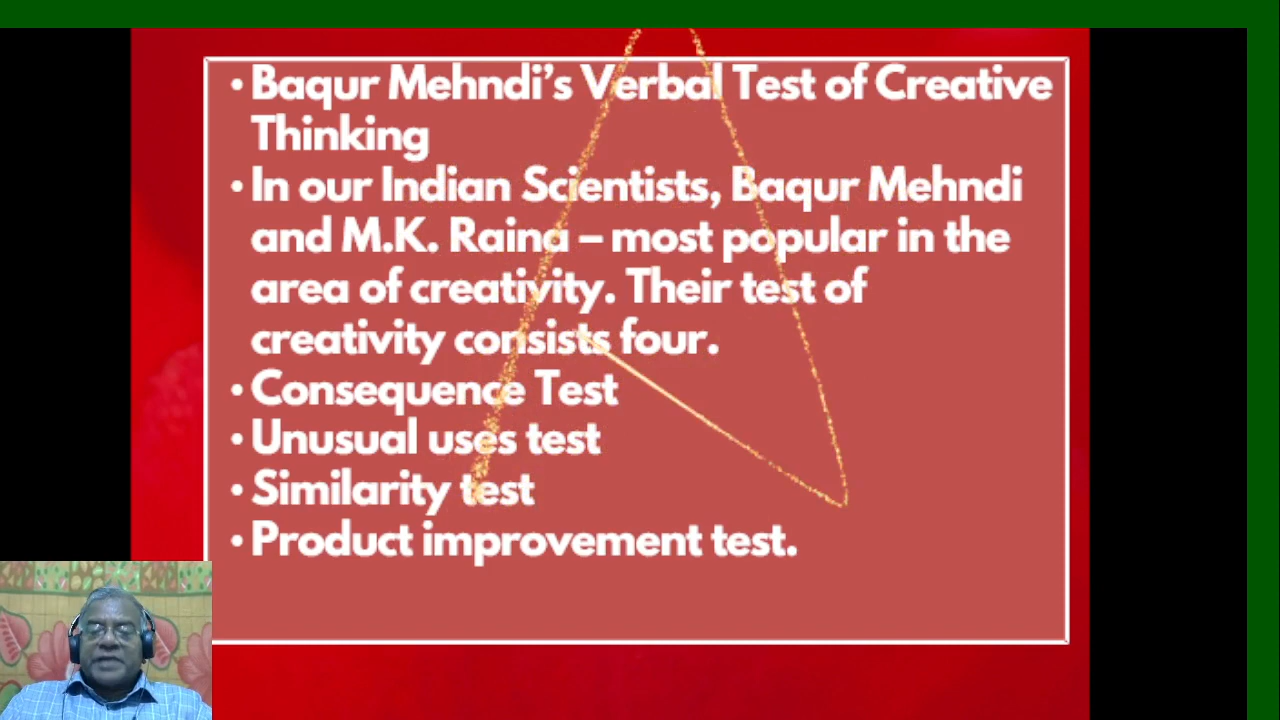 • Baqur Mehndi’s Verbal Test of Creative
Thinking
• In our Indian Scientists, Baqur Mehndi
and M.K. Raina – most popular in the
area of creativity. Their test of
creativity consists four.
• Consequence Test
• Unusual uses test
• Similarity test
• Product improvement test.